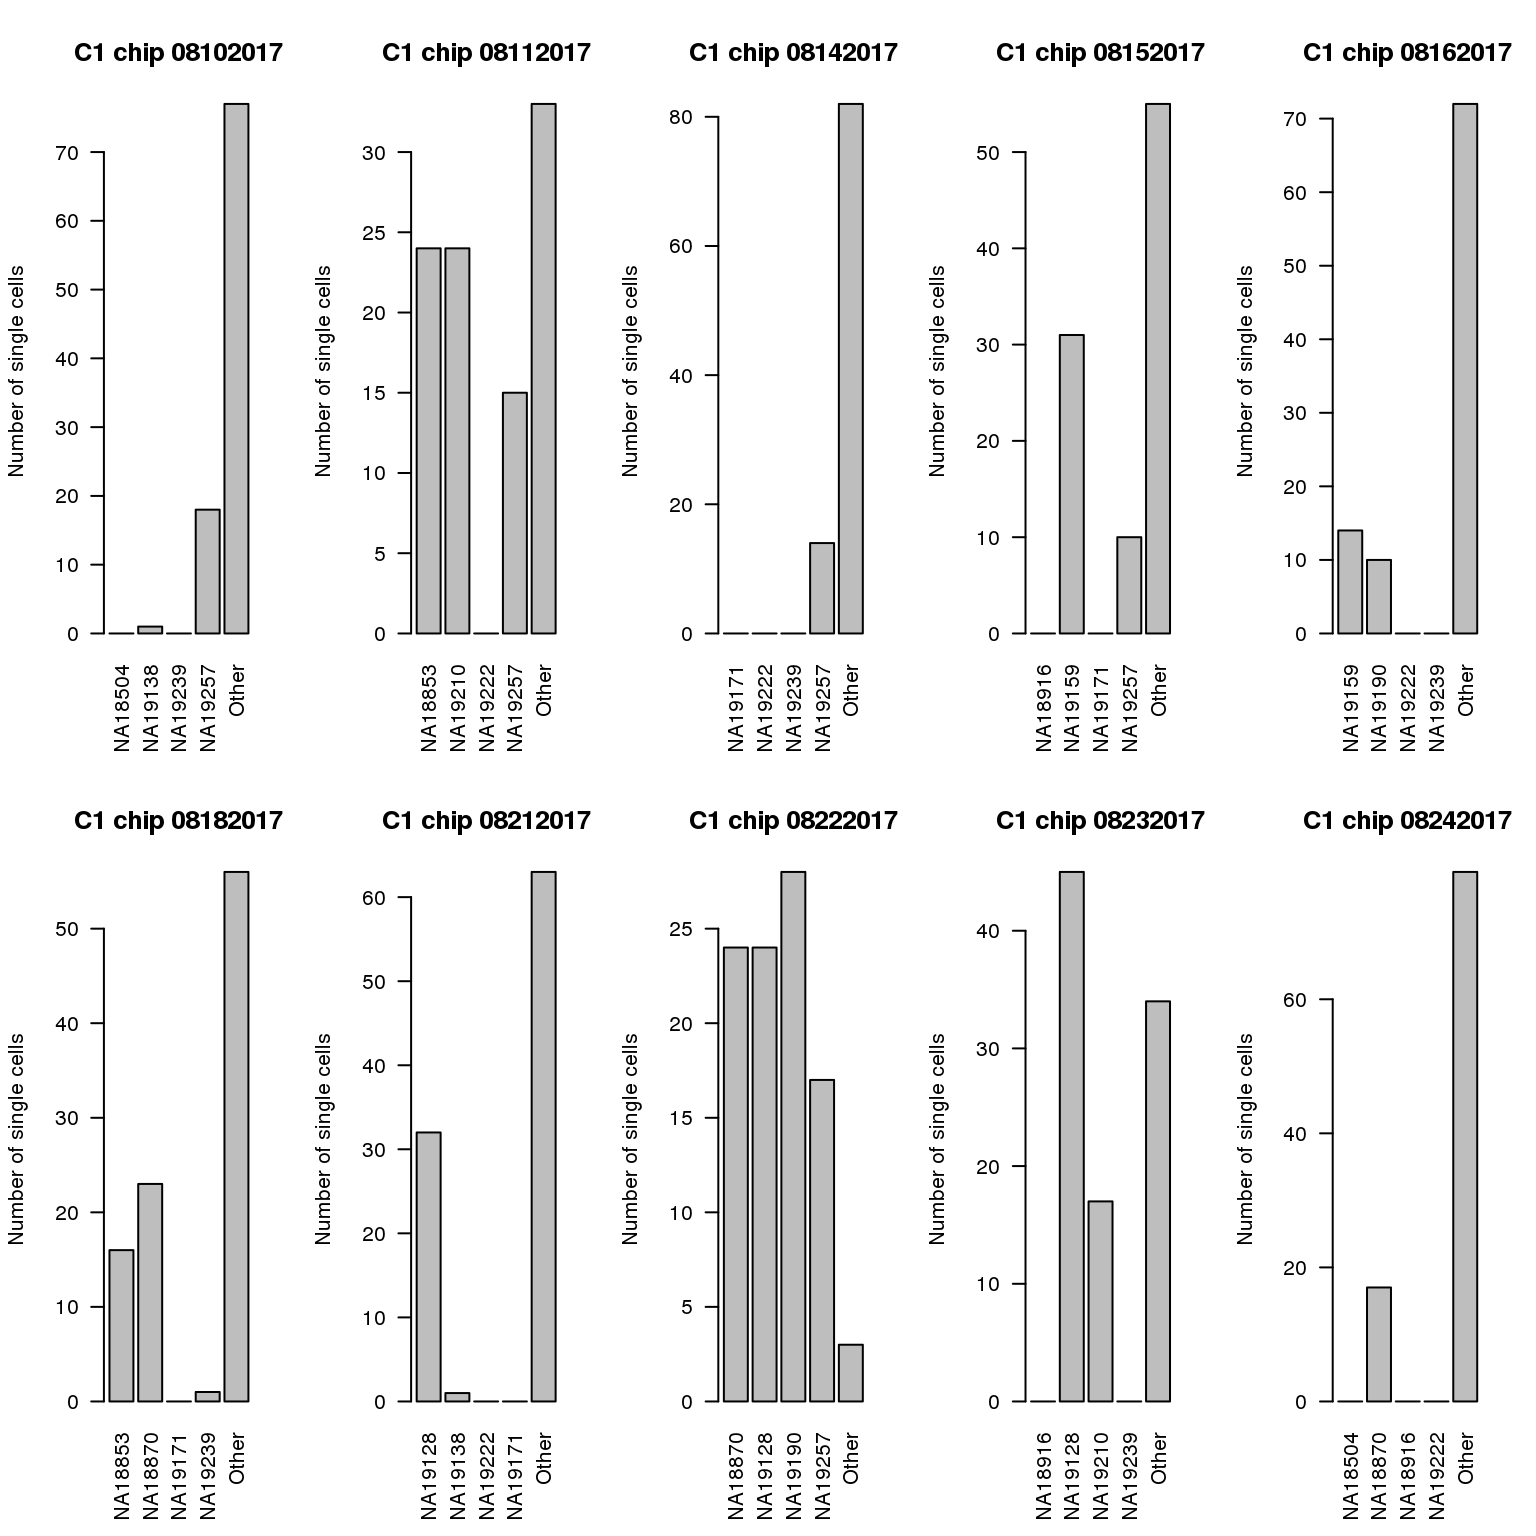 C1 chip 08102017
Number of single cells
70
60
50
40
30
20
10
0
NA18504
NA19138
NA19239
NA19257
Other
C1 chip 08112017
Number of single cells
30
25
20
15
10
5
0
NA18853
NA19210
NA19222
NA19257
Other
C1 chip 08142017
Number of single cells
80
60
40
20
0
NA19171
NA19222
NA19239
NA19257
Other
C1 chip 08152017
Number of single cells
50
40
30
20
10
0
NA18916
NA19159
NA19171
NA19257
Other
C1 chip 08162017
Number of single cells
70
60
50
40
30
20
10
0
NA19159
NA19190
NA19222
NA19239
Other
C1 chip 08182017
Number of single cells
50
40
30
20
10
0
NA18853
NA18870
NA19171
NA19239
Other
C1 chip 08212017
Number of single cells
60
50
40
30
20
10
0
NA19128
NA19138
NA19222
NA19171
Other
C1 chip 08222017
Number of single cells
25
20
15
10
5
0
NA18870
NA19128
NA19190
NA19257
Other
C1 chip 08232017
Number of single cells
40
30
20
10
0
NA18916
NA19128
NA19210
NA19239
Other
C1 chip 08242017
Number of single cells
60
40
20
0
NA18504
NA18870
NA18916
NA19222
Other